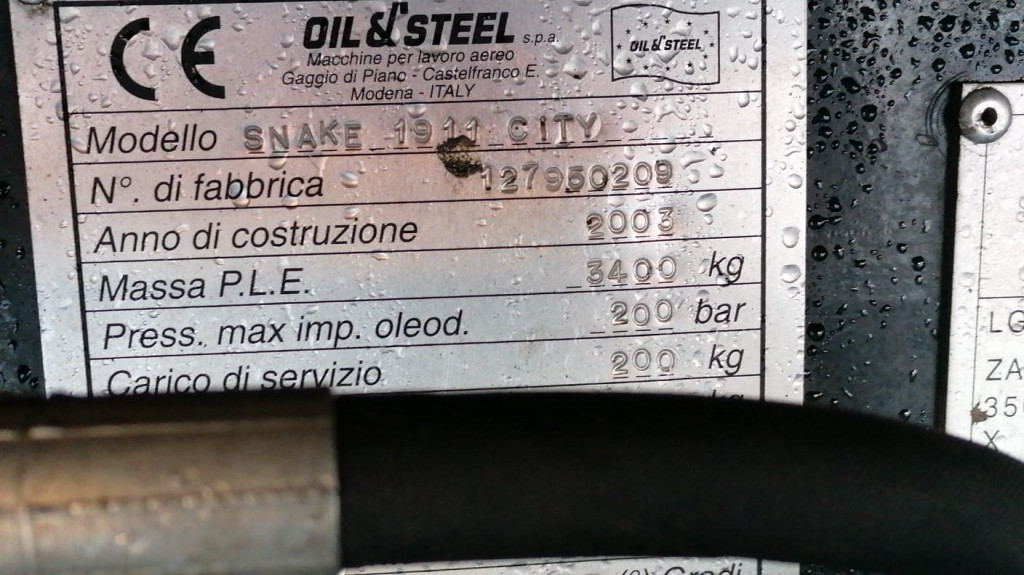 CE
OIL & STEEL s.p.a.
Macchine per lavoro aereo
Gaggio di Piano - Castelfranco E.
Modena - ITALY
OIL & STEEL
Modello SNAKE 1911 CITY
N°. di fabbrica 127950209
Anno di costruzione 2003
Massa P.L.E. 3400 kg
Press. max imp. oleod. 200 bar
Carico di servizio 200 kg
kg
(°) Gradi
LG
ZA
35
X